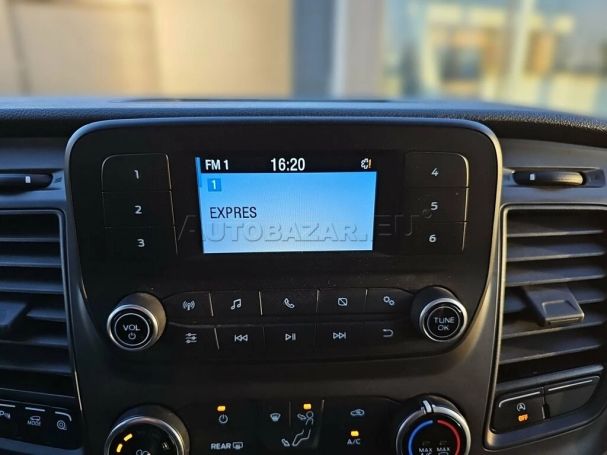 FM 1 16:20
1
EXPRES
AUTOBAZAR.EU
1
2
3
4
5
6
VOL
TUNE
OK
MODE
REAR
A/C
MAX MAX
A/C
OFF